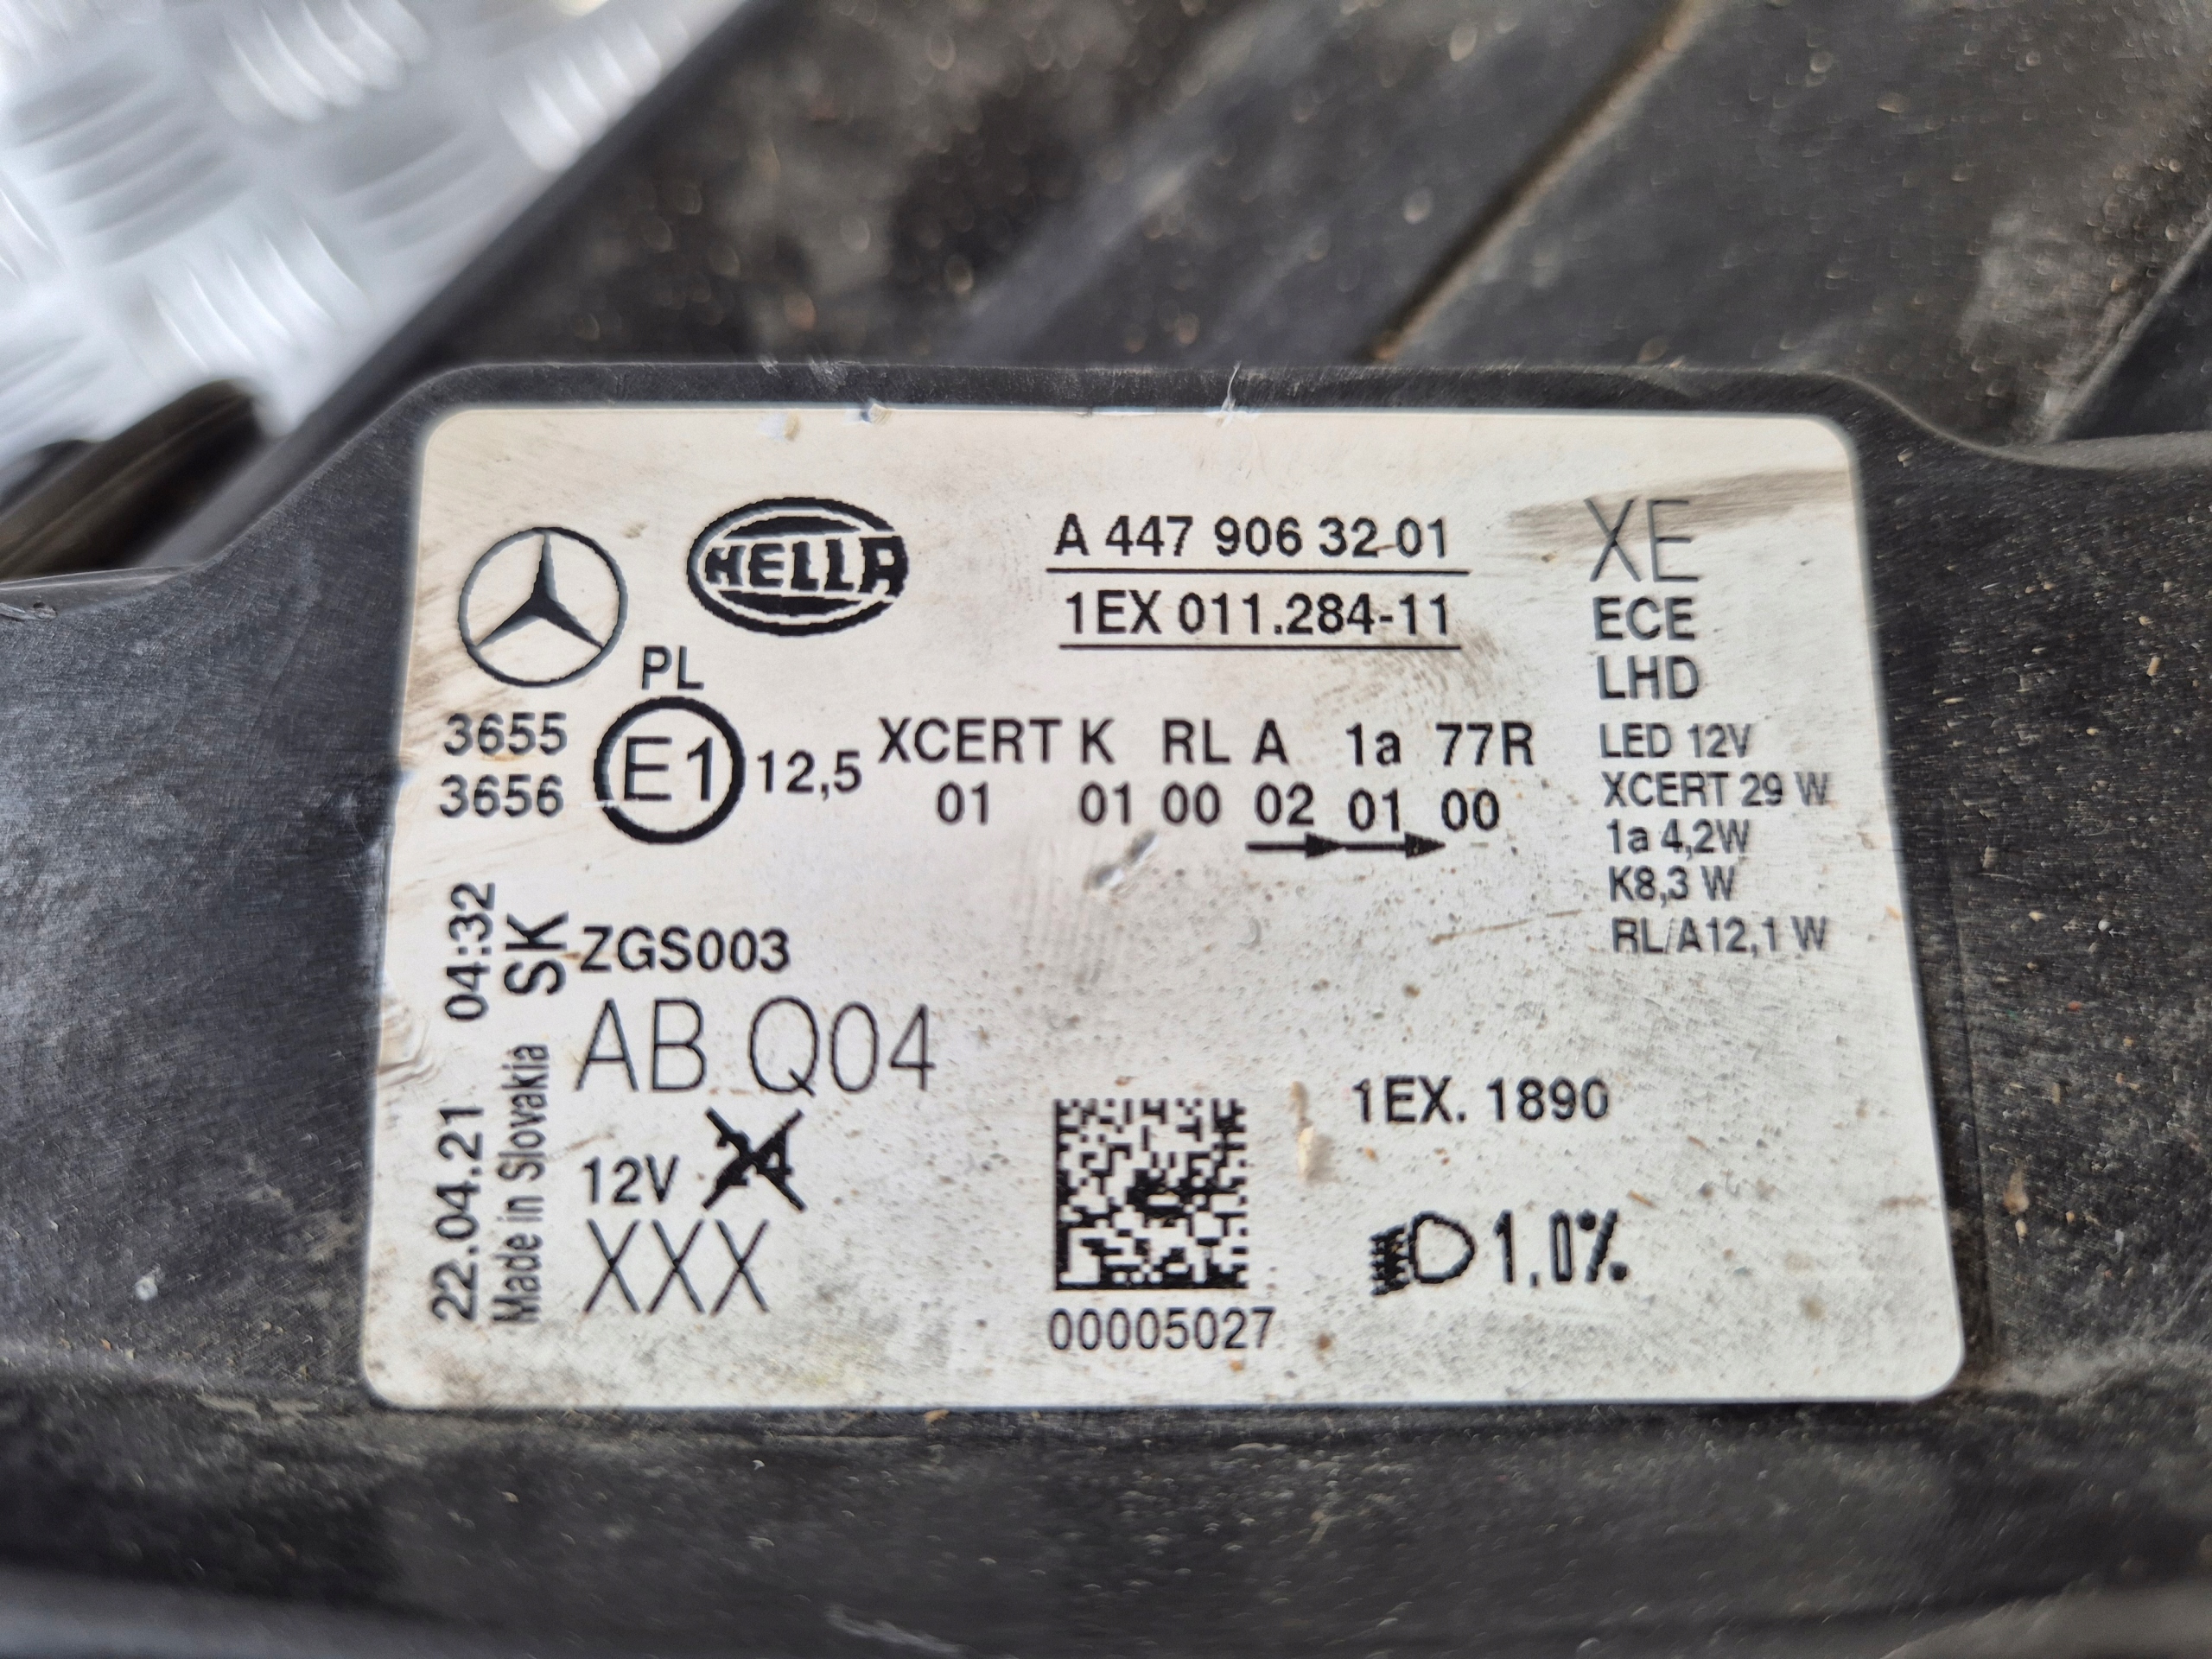 HELLA
A 447 906 32 01
1EX 011.284-11
XE
ECE
LHD
PL
3655
3656
E1
12,5
XCERT K RL A 1a 77R
01 01 00 02 01 00
LED 12V
XCERT 29 W
1a 4,2W
K8,3 W
RL/A12,1 W
22.04.21 04:32
Made in Slovakia SK
ZGS003
AB Q04
12V 24
XXX
00005027
1EX. 1890
1.0%